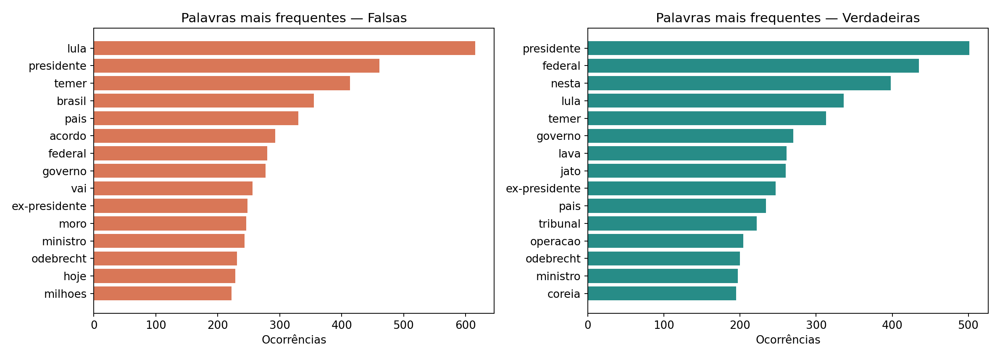 Palavras mais frequentes — Falsas
lula
presidente
temer
brasil
pais
acordo
federal
governo
vai
ex-presidente
moro
ministro
odebrecht
hoje
milhoes
0 100 200 300 400 500 600
Ocorrências
Palavras mais frequentes — Verdadeiras
presidente
federal
nesta
lula
temer
governo
lava
jato
ex-presidente
pais
tribunal
operacao
odebrecht
ministro
coreia
0 100 200 300 400 500
Ocorrências